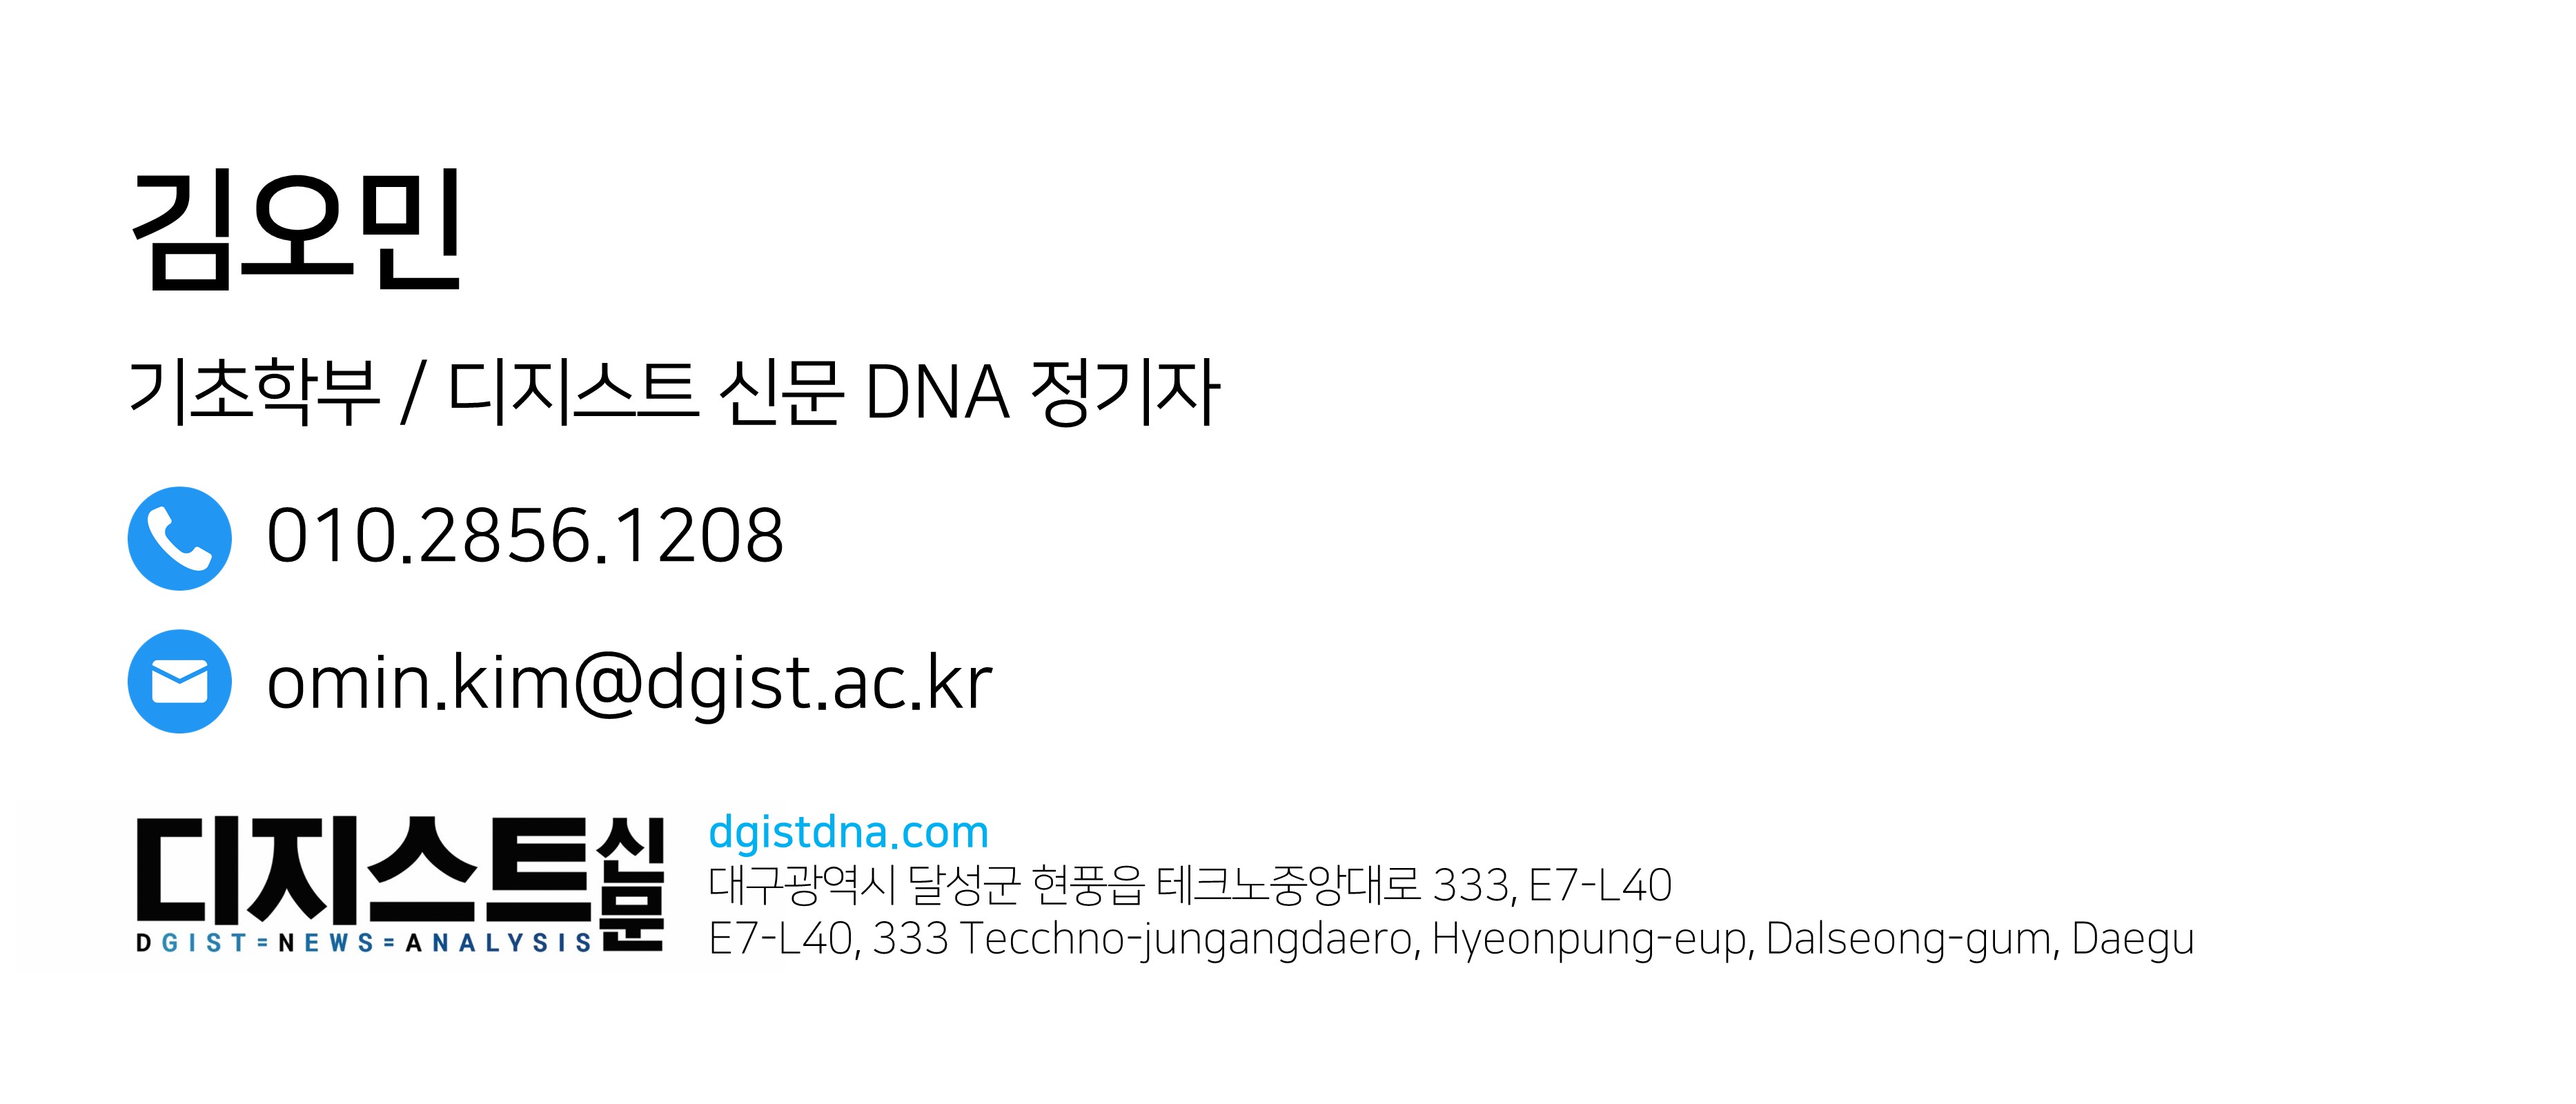 김오민
기초학부 / 디지스트 신문 DNA 정기자
010.2856.1208
omin.kim@dgist.ac.kr
디지스트신문
DGIST=NEWS=ANALYSIS
dgistdna.com
대구광역시 달성군 현풍읍 테크노중앙대로 333, E7-L40
E7-L40, 333 Tecchno-jungangdaero, Hyeonpung-eup, Dalseong-gum, Daegu